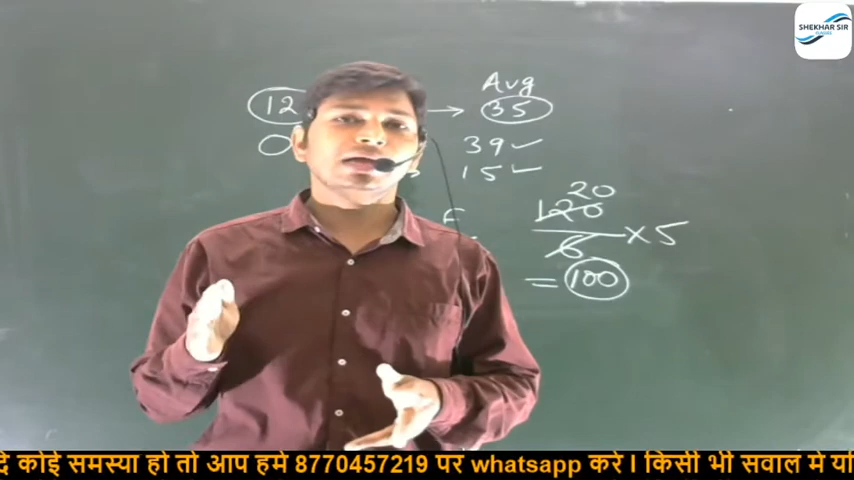 SHEKHAR SIR
CLASSES
Avg
12 → 35
39 ✓
15 ✓
20
120
6 × 5
= 100
दि कोई समस्या हो तो आप हमे 8770457219 पर whatsapp करे I किसी भी सवाल मे यदि